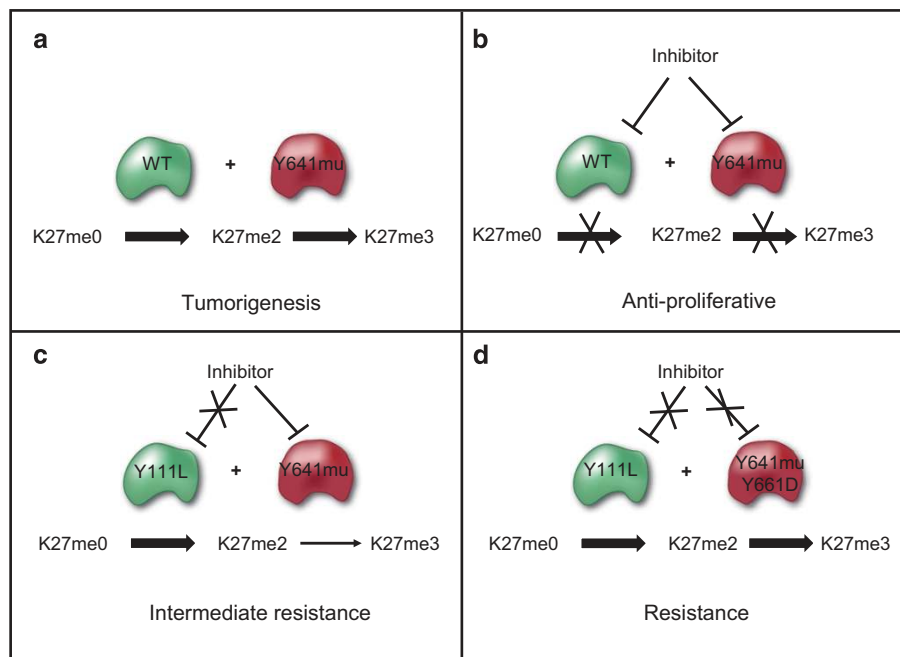 a
WT + Y641mu
K27me0 K27me2 K27me3
Tumorigenesis
b
Inhibitor
WT + Y641mu
K27me0 K27me2 K27me3
Anti-proliferative
c
Inhibitor
Y111L + Y641mu
K27me0 K27me2 K27me3
Intermediate resistance
d
Inhibitor
Y111L + Y641mu
Y661D
K27me0 K27me2 K27me3
Resistance